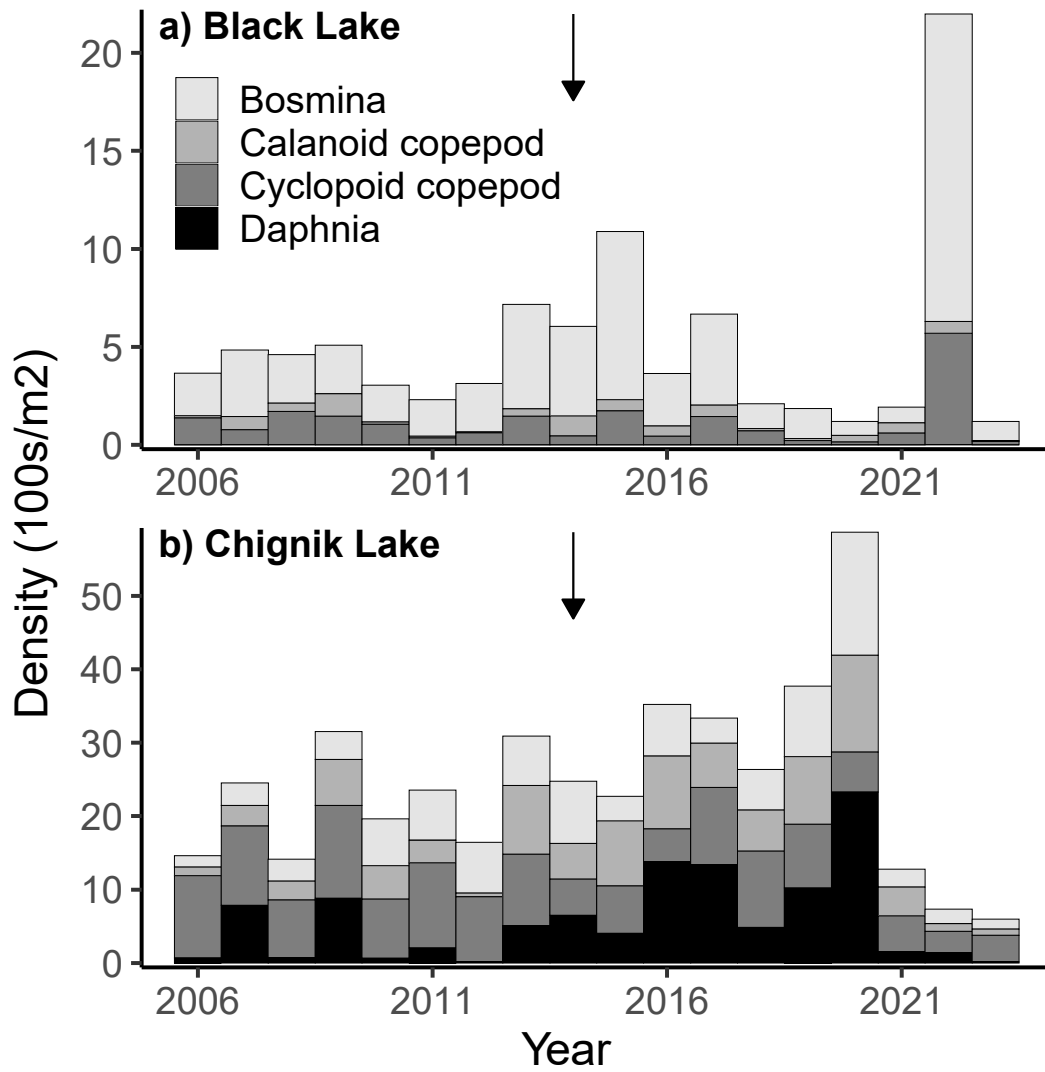 a) Black Lake
Bosmina
Calanoid copepod
Cyclopoid copepod
Daphnia
20
15
10
5
0
2006 2011 2016 2021
Density (100s/m2)
b) Chignik Lake
50
40
30
20
10
0
2006 2011 2016 2021
Year